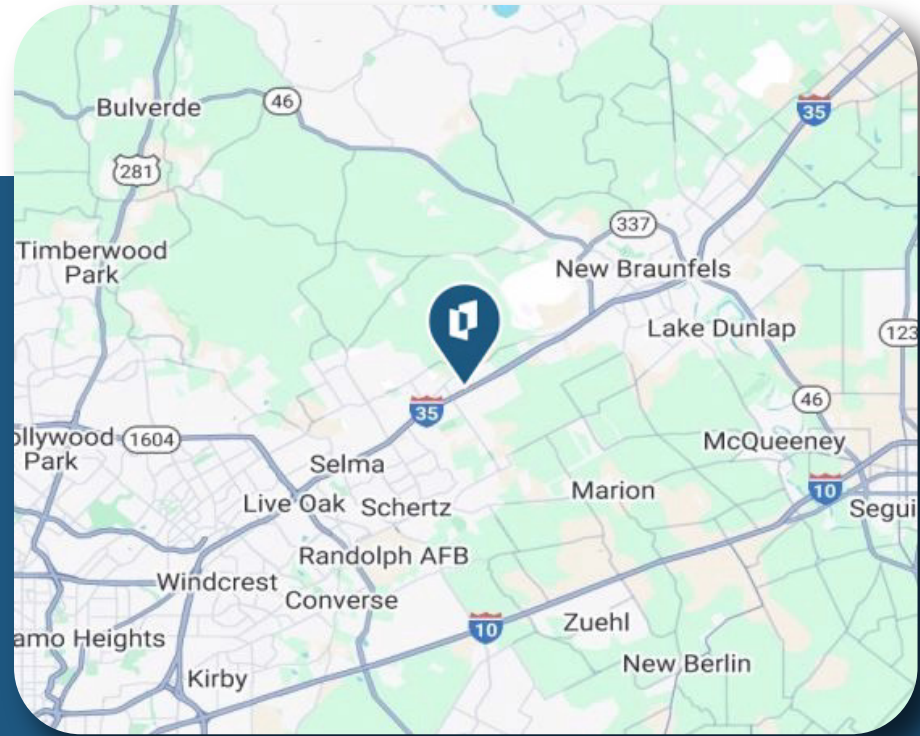 Bulverde
46
35
281
337
Timberwood
Park
New Braunfels
Lake Dunlap
123
46
35
ollywood
Park
1604
McQueeney
Selma
Marion
10
Live Oak
Schertz
Segui
Randolph AFB
Windcrest
Converse
10
Zuehl
amo Heights
New Berlin
Kirby